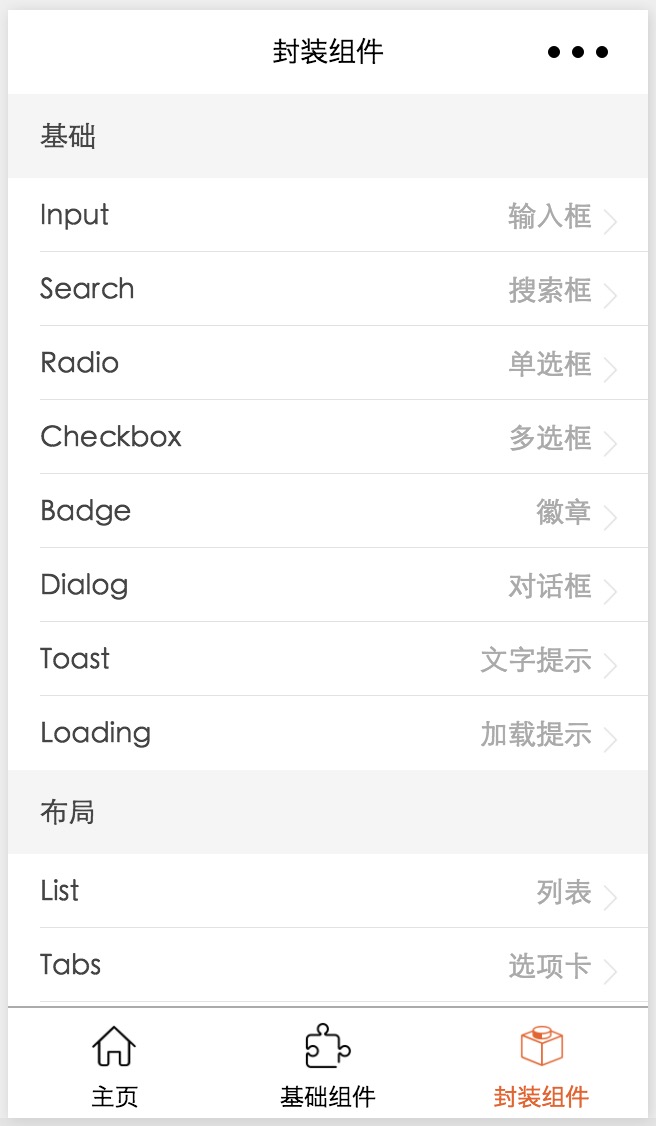 封装组件
基础
Input 输入框
Search 搜索框
Radio 单选框
Checkbox 多选框
Badge 徽章
Dialog 对话框
Toast 文字提示
Loading 加载提示
布局
List 列表
Tabs 选项卡
主页 基础组件 封装组件